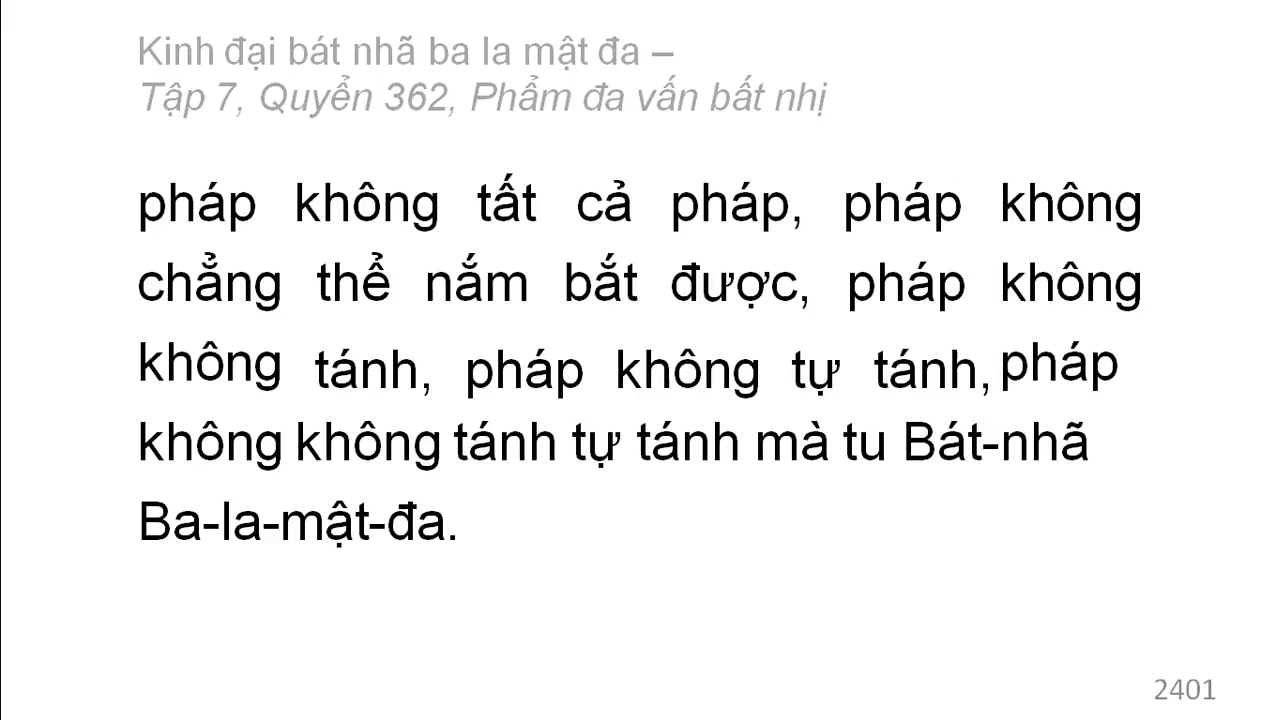 Kinh đại bát nhã ba la mật đa –
Tập 7, Quyển 362, Phẩm đa vấn bất nhị
pháp không tất cả pháp, pháp không
chẳng thể nắm bắt được, pháp không
không tánh, pháp không tự tánh, pháp
không không tánh tự tánh mà tu Bát-nhã
Ba-la-mật-đa.
2401